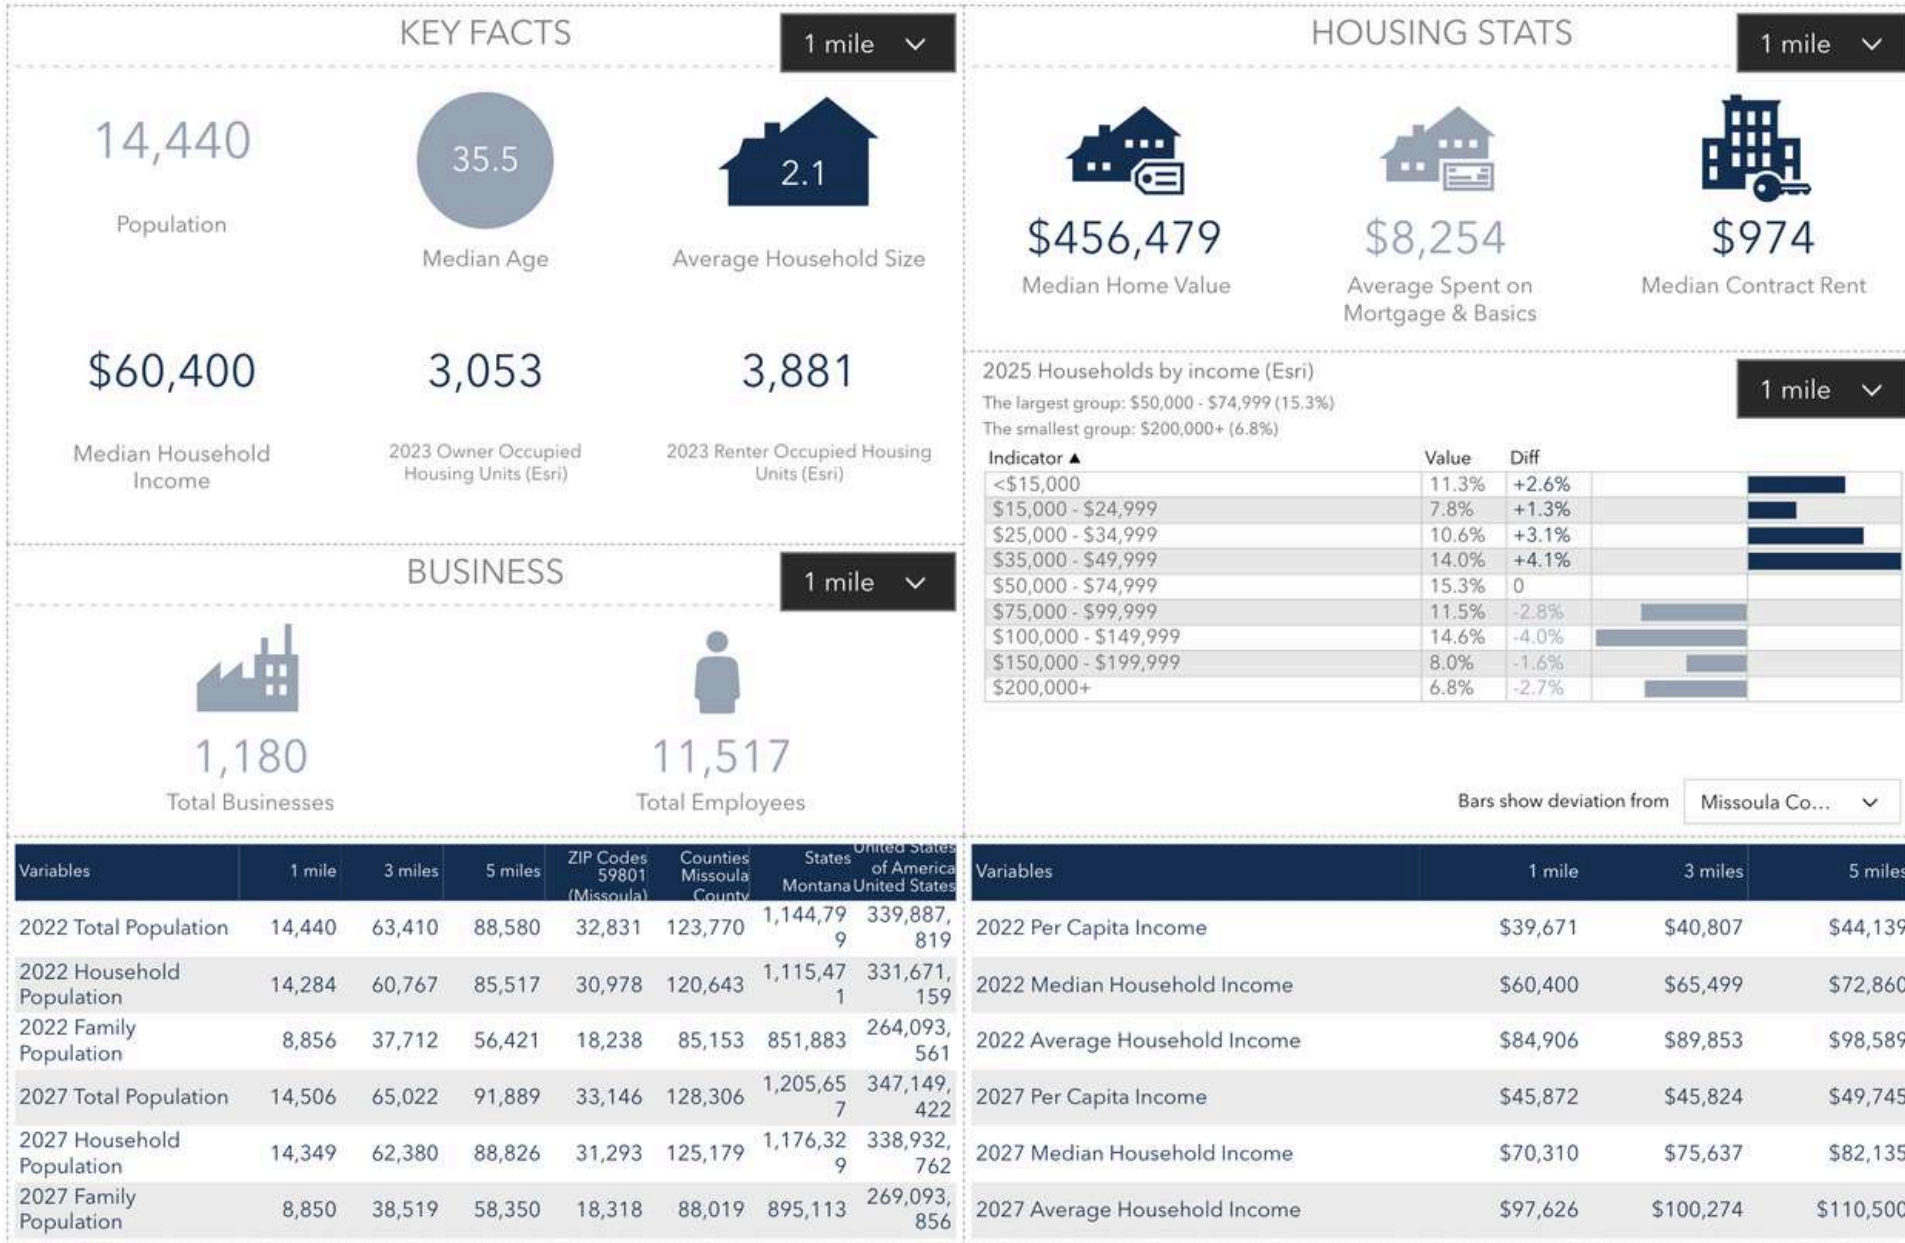 KEY FACTS
1 mile
14,440
Population
35.5
Median Age
2.1
Average Household Size
$60,400
Median Household
Income
3,053
2023 Owner Occupied
Housing Units (Esri)
3,881
2023 Renter Occupied Housing
Units (Esri)
HOUSING STATS
1 mile
$456,479
Median Home Value
$8,254
Average Spent on
Mortgage & Basics
$974
Median Contract Rent
2025 Households by income (Esri)
1 mile
The largest group: $50,000 - $74,999 (15.3%)
The smallest group: $200,000+ (6.8%)
Indicator ▲ Value Diff
<$15,000 11.3% +2.6%
$15,000 - $24,999 7.8% +1.3%
$25,000 - $34,999 10.6% +3.1%
$35,000 - $49,999 14.0% +4.1%
$50,000 - $74,999 15.3% 0
$75,000 - $99,999 11.5% -2.8%
$100,000 - $149,999 14.6% -4.0%
$150,000 - $199,999 8.0% -1.6%
$200,000+ 6.8% -2.7%
Bars show deviation from Missoula Co...
BUSINESS
1 mile
1,180
Total Businesses
11,517
Total Employees
Variables 1 mile 3 miles 5 miles ZIP Codes 59801 (Missoula) Counties Missoula County States Montana United States of America United States
2022 Total Population 14,440 63,410 88,580 32,831 123,770 1,144,799 339,887,819
2022 Household Population 14,284 60,767 85,517 30,978 120,643 1,115,471 331,671,159
2022 Family Population 8,856 37,712 56,421 18,238 85,153 851,883 264,093,561
2027 Total Population 14,506 65,022 91,889 33,146 128,306 1,205,657 347,149,422
2027 Household Population 14,349 62,380 88,826 31,293 125,179 1,176,329 338,932,762
2027 Family Population 8,850 38,519 58,350 18,318 88,019 895,113 269,093,856
Variables 1 mile 3 miles 5 miles
2022 Per Capita Income $39,671 $40,807 $44,139
2022 Median Household Income $60,400 $65,499 $72,860
2022 Average Household Income $84,906 $89,853 $98,589
2027 Per Capita Income $45,872 $45,824 $49,745
2027 Median Household Income $70,310 $75,637 $82,135
2027 Average Household Income $97,626 $100,274 $110,500